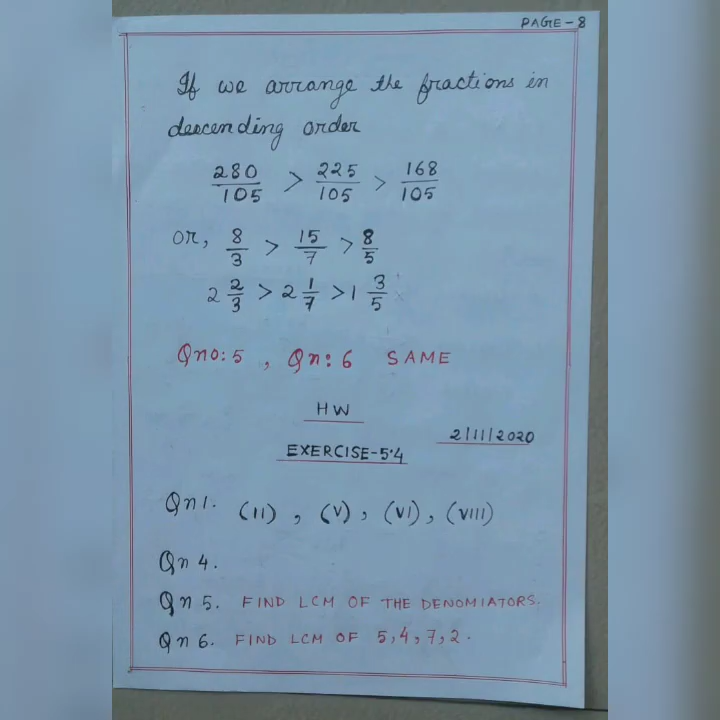 PAGE-8
If we arrange the fractions in
descending order
280/105 > 225/105 > 168/105
or, 8/3 > 15/7 > 8/5
2 2/3 > 2 1/7 > 1 3/5
Qno:5 , Qn:6 SAME
HW
2/11/2020
EXERCISE-5.4
Qn1. (II) , (V) , (VI) , (VIII)
Qn 4.
Qn 5. FIND LCM OF THE DENOMIATORS.
Qn 6. FIND LCM OF 5,4,7,2.